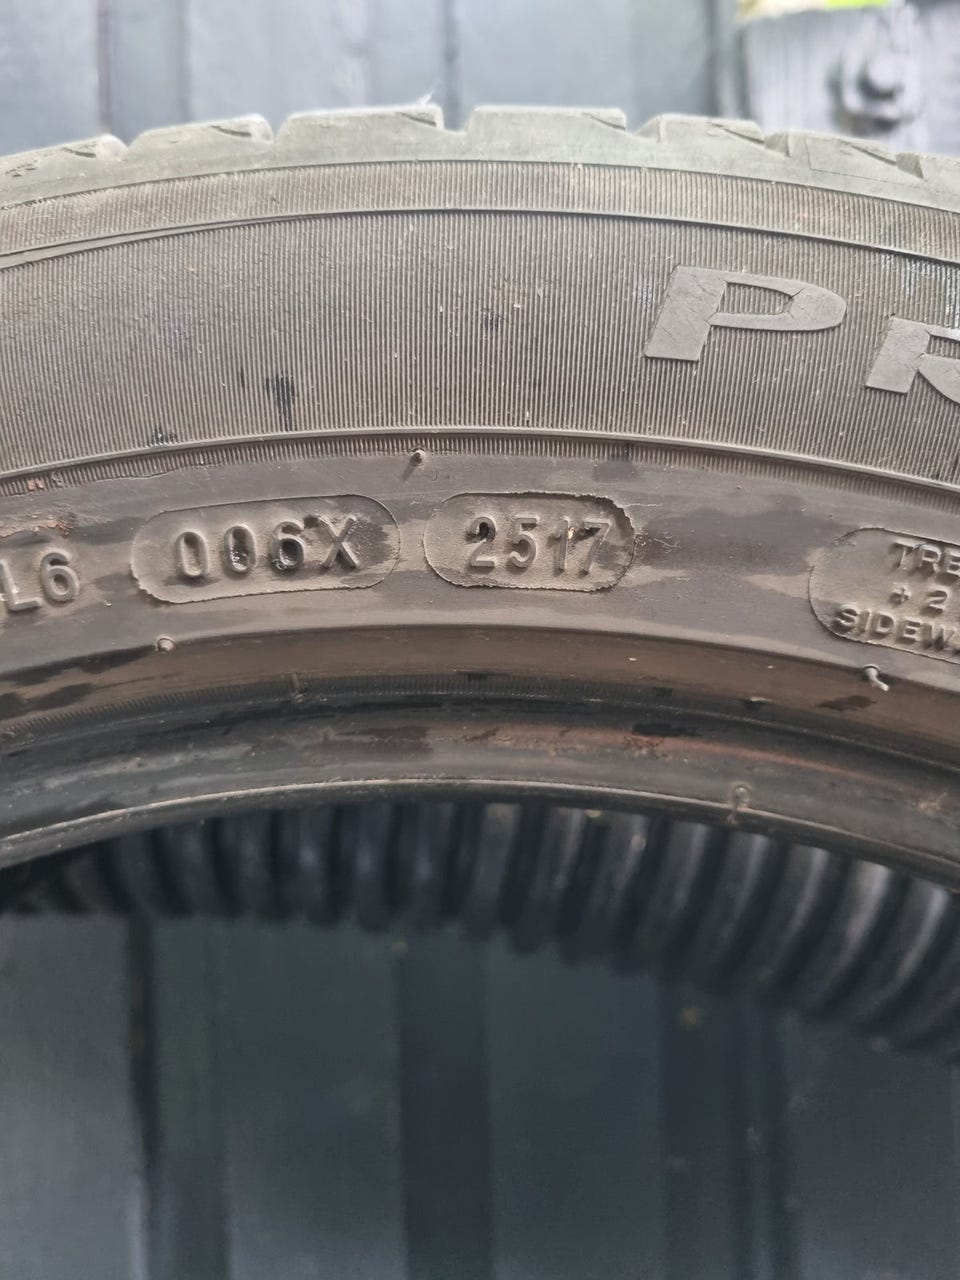 PR
L6 006X 2517
TRE
+ 2
SIDEW